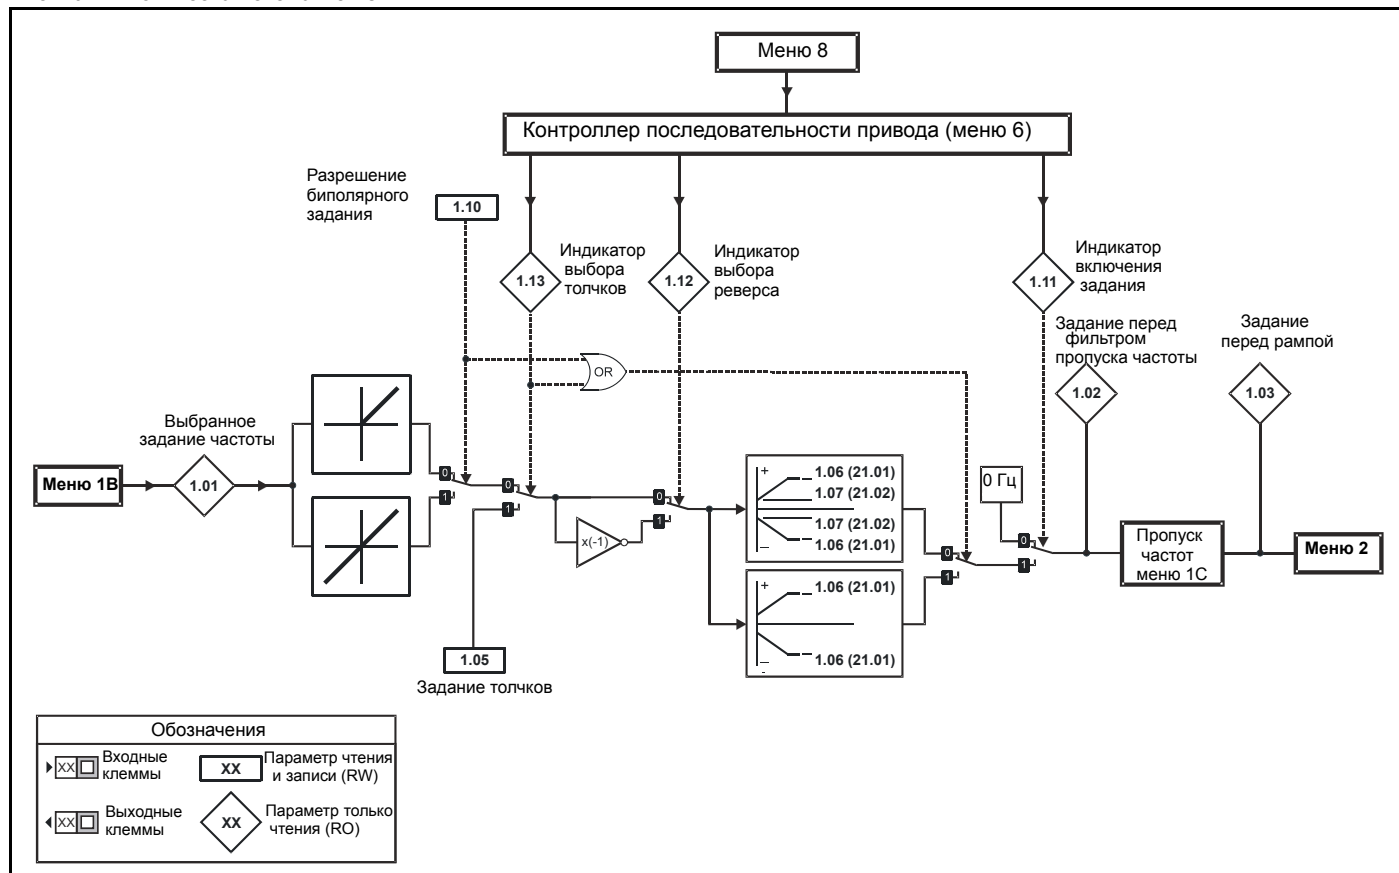 Меню 8
Контроллер последовательности привода (меню 6)
Разрешение
биполярного
задания
1.10
1.13
Индикатор
выбора
толчков
1.12
Индикатор
выбора
реверса
1.11
Индикатор
включения
задания
Задание перед
фильтром
пропуска частоты
1.02
Задание
перед рампой
1.03
OR
Выбранное
задание частоты
Меню 1B
1.01
0
1
0
1
x(-1)
0
1
+
1.06 (21.01)
1.07 (21.02)
1.07 (21.02)
1.06 (21.01)
_
+
1.06 (21.01)
1.06 (21.01)
_
0
1
0 Гц
0
1
Пропуск
частот
меню 1С
Меню 2
1.05
Задание толчков
Обозначения
XX
Входные
клеммы
XX
Параметр чтения
и записи (RW)
XX
Выходные
клеммы
XX
Параметр только
чтения (RO)